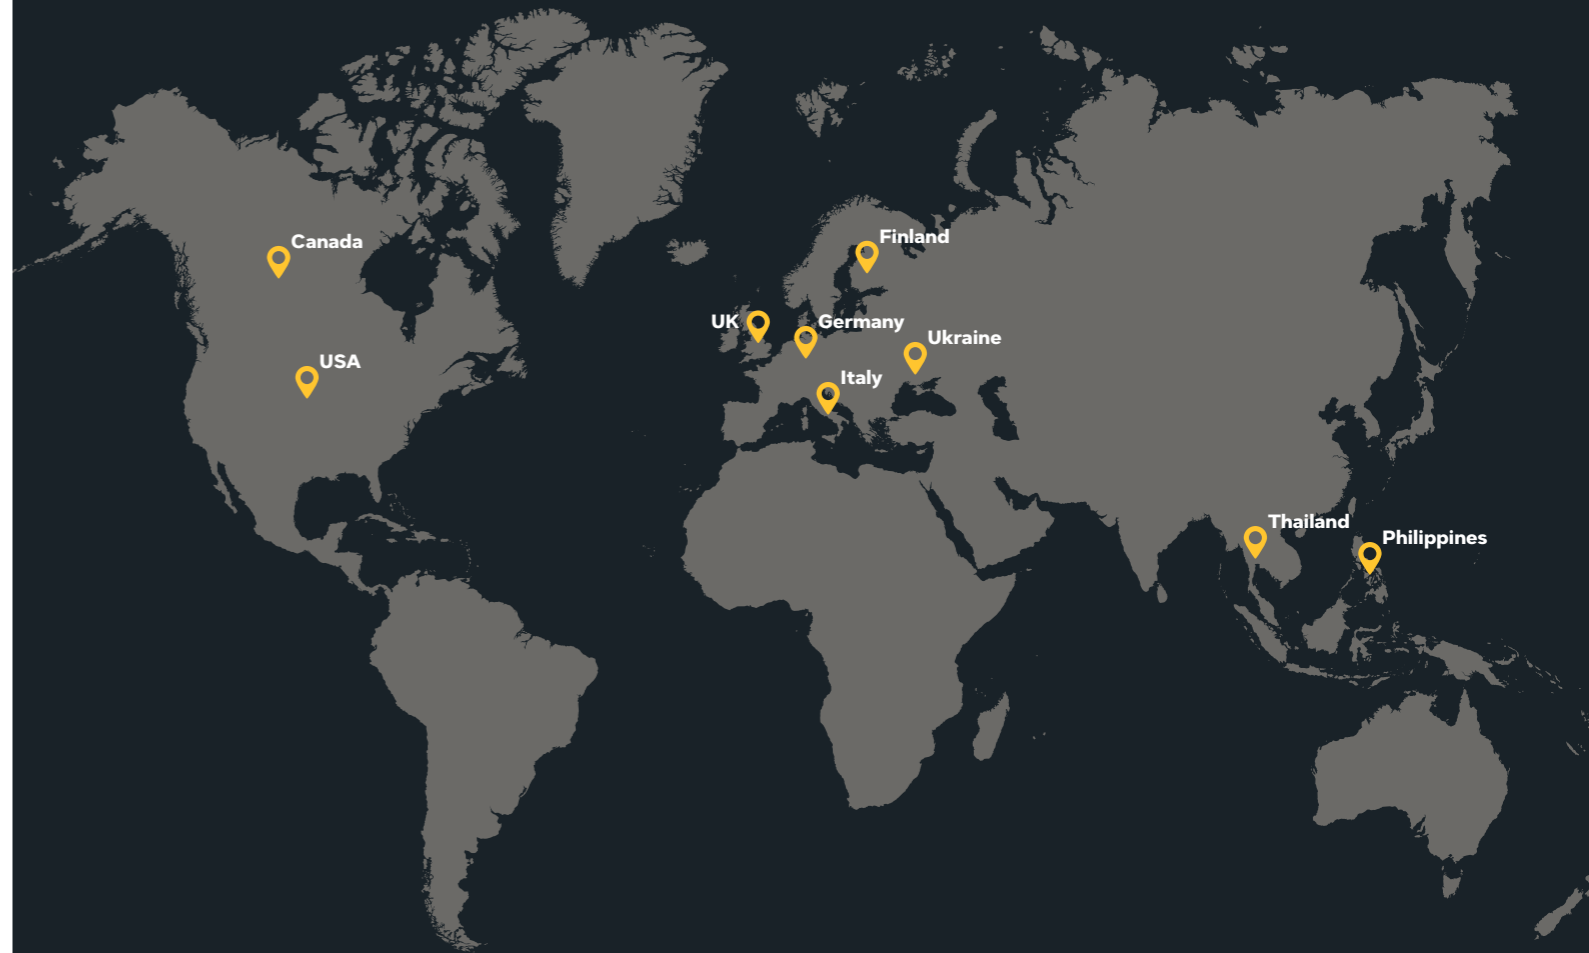 Canada
Finland
UK
Germany
Ukraine
USA
Italy
Thailand
Philippines